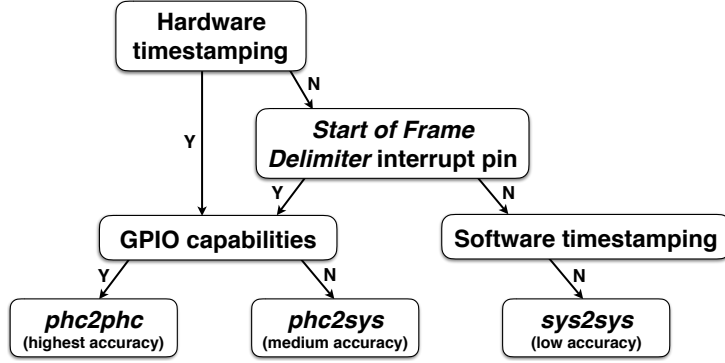 Hardware
timestamping
N
Y
Start of Frame
Delimiter interrupt pin
Y
N
GPIO capabilities
Software timestamping
Y
N
N
phc2phc
(highest accuracy)
phc2sys
(medium accuracy)
sys2sys
(low accuracy)